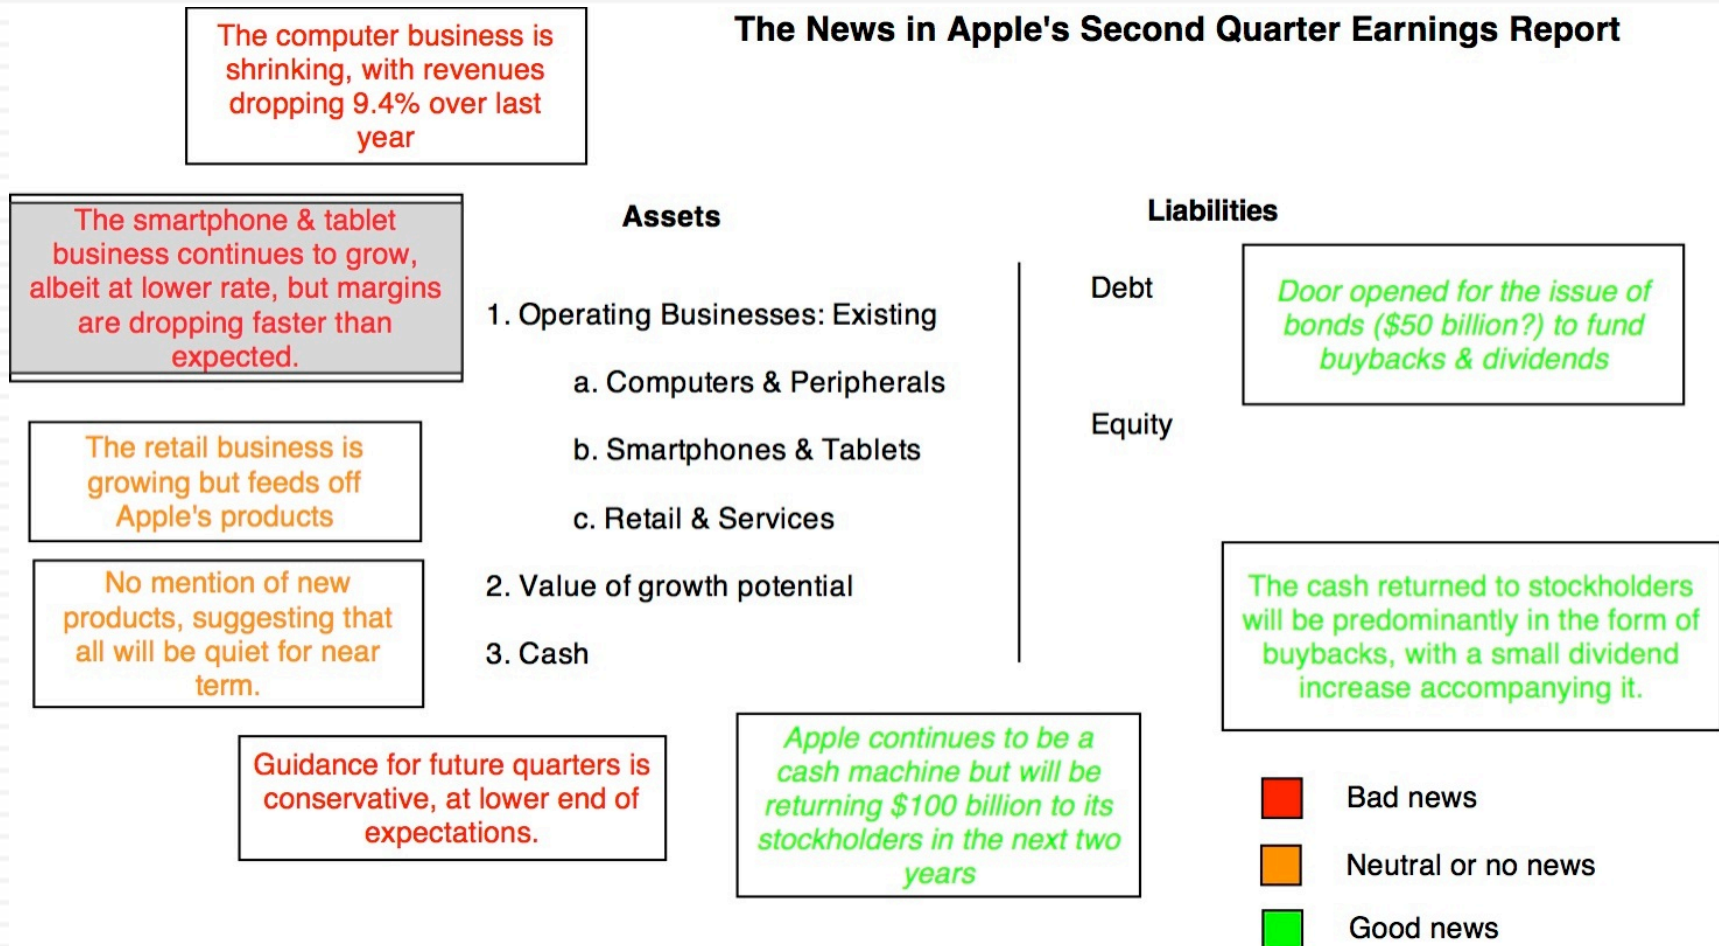 The News in Apple's Second Quarter Earnings Report
The computer business is
shrinking, with revenues
dropping 9.4% over last
year
The smartphone & tablet
business continues to grow,
albeit at lower rate, but margins
are dropping faster than
expected.
The retail business is
growing but feeds off
Apple's products
No mention of new
products, suggesting that
all will be quiet for near
term.
Guidance for future quarters is
conservative, at lower end of
expectations.
Assets
1. Operating Businesses: Existing
a. Computers & Peripherals
b. Smartphones & Tablets
c. Retail & Services
2. Value of growth potential
3. Cash
Apple continues to be a
cash machine but will be
returning $100 billion to its
stockholders in the next two
years
Liabilities
Debt
Door opened for the issue of
bonds ($50 billion?) to fund
buybacks & dividends
Equity
The cash returned to stockholders
will be predominantly in the form of
buybacks, with a small dividend
increase accompanying it.
Bad news
Neutral or no news
Good news